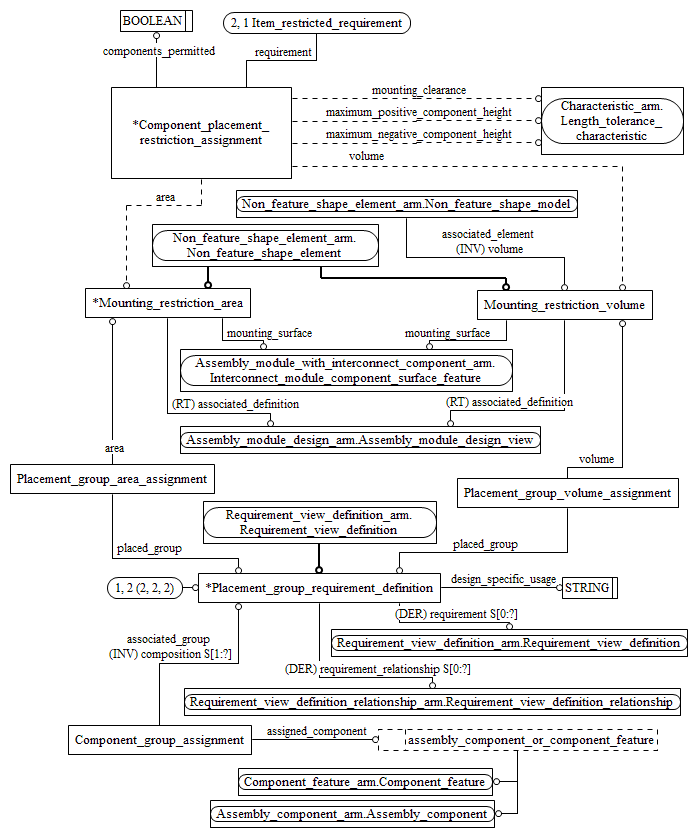 BOOLEAN
2, 1 Item_restricted_requirement
components_permitted
requirement
mounting_clearance
*Component_placement_
restriction_assignment
maximum_positive_component_height
maximum_negative_component_height
volume
Characteristic_arm.
Length_tolerance_
characteristic
area
Non_feature_shape_element_arm.Non_feature_shape_model
Non_feature_shape_element_arm.
Non_feature_shape_element
associated_element
(INV) volume
*Mounting_restriction_area
Mounting_restriction_volume
mounting_surface
mounting_surface
Assembly_module_with_interconnect_component_arm.
Interconnect_module_component_surface_feature
(RT) associated_definition
(RT) associated_definition
Assembly_module_design_arm.Assembly_module_design_view
area
volume
Placement_group_area_assignment
Placement_group_volume_assignment
Requirement_view_definition_arm.
Requirement_view_definition
placed_group
placed_group
1, 2 (2, 2, 2)
*Placement_group_requirement_definition
design_specific_usage
STRING
(DER) requirement S[0:?]
associated_group
(INV) composition S[1:?]
Requirement_view_definition_arm.Requirement_view_definition
(DER) requirement_relationship S[0:?]
Requirement_view_definition_relationship_arm.Requirement_view_definition_relationship
Component_group_assignment
assigned_component
assembly_component_or_component_feature
Component_feature_arm.Component_feature
Assembly_component_arm.Assembly_component